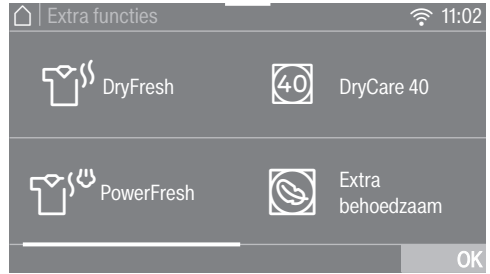 Extra functies 11:02
DryFresh
40 DryCare 40
PowerFresh
Extra
behoedzaam
OK